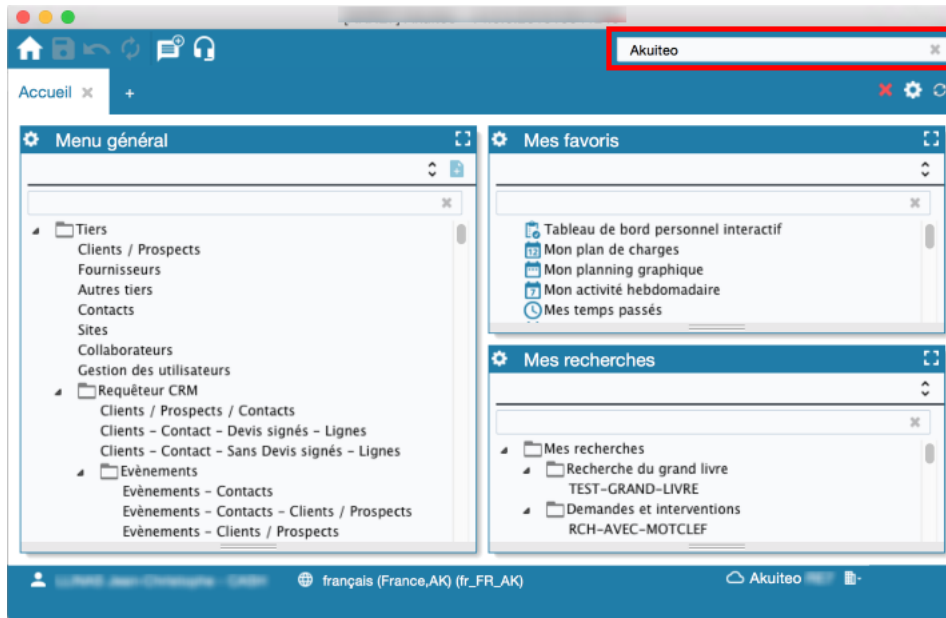 Akuiteo
Accueil
+
Menu général
Tiers
Clients / Prospects
Fournisseurs
Autres tiers
Contacts
Sites
Collaborateurs
Gestion des utilisateurs
Requêteur CRM
Clients / Prospects / Contacts
Clients – Contact – Devis signés – Lignes
Clients – Contact – Sans Devis signés – Lignes
Evènements
Evènements – Contacts
Evènements – Contacts – Clients / Prospects
Evènements – Clients / Prospects
Mes favoris
Tableau de bord personnel interactif
12 Mon plan de charges
Mon planning graphique
7 Mon activité hebdomadaire
Mes temps passés
Mes recherches
Mes recherches
Recherche du grand livre
TEST-GRAND-LIVRE
Demandes et interventions
RCH-AVEC-MOTCLEF
français (France,AK) (fr_FR_AK)
Akuiteo